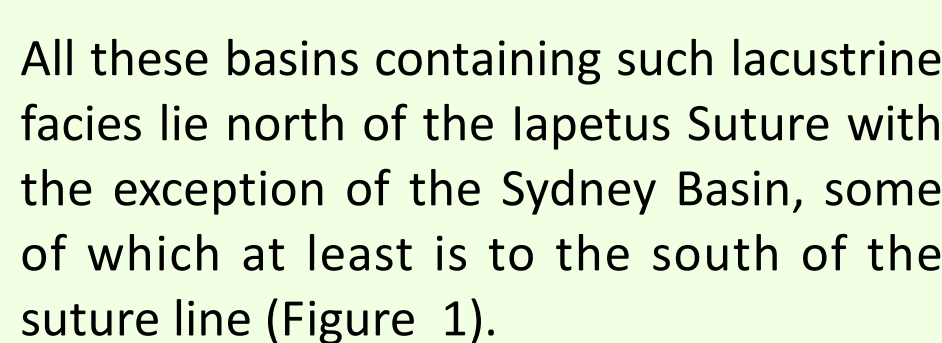 All these basins containing such lacustrine
facies lie north of the Iapetus Suture with
the exception of the Sydney Basin, some
of which at least is to the south of the
suture line (Figure  1).